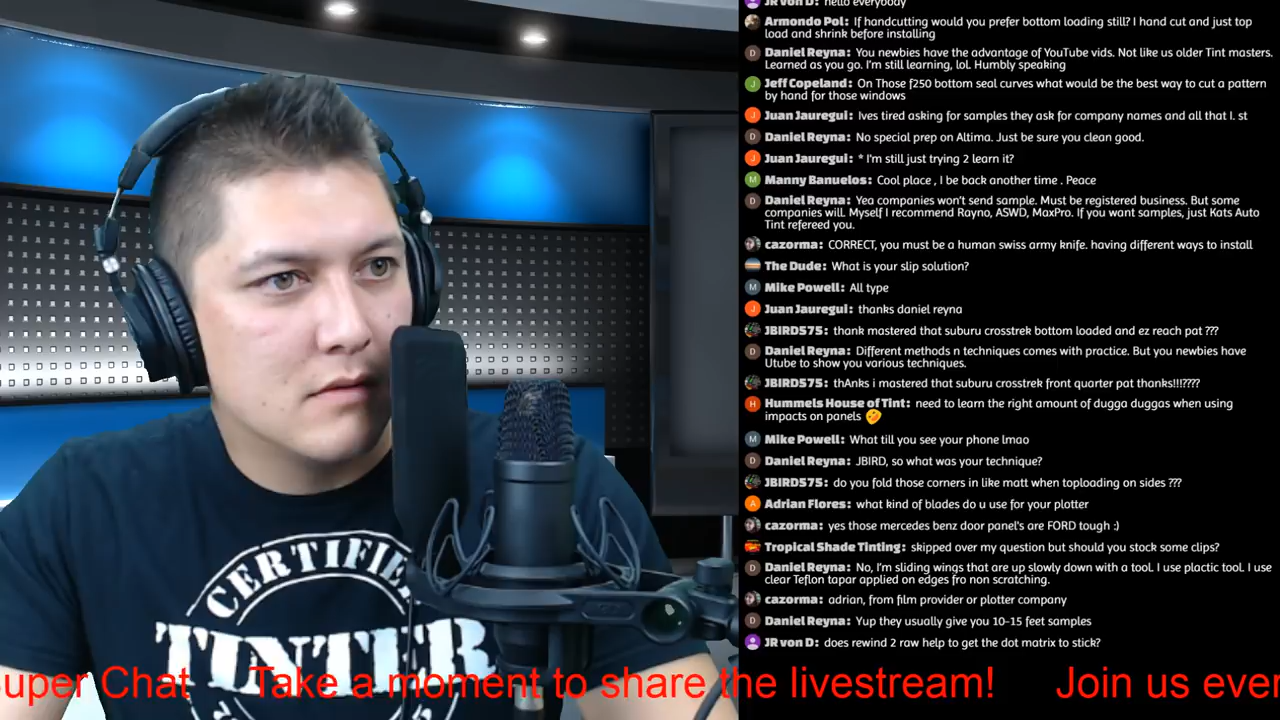 JR von D: hello everybody
Armondo Pol: If handcutting would you prefer bottom loading still? I hand cut and just top
load and shrink before installing
D Daniel Reyna: You newbies have the advantage of YouTube vids. Not like us older Tint masters.
Learned as you go. I'm still learning, lol. Humbly speaking
J Jeff Copeland: On Those f250 bottom seal curves what would be the best way to cut a pattern
by hand for those windows
J Juan Jauregui: Ives tired asking for samples they ask for company names and all that I. st
D Daniel Reyna: No special prep on Altima. Just be sure you clean good.
J Juan Jauregui: * I'm still just trying 2 learn it?
M Manny Banuelos: Cool place , I be back another time . Peace
D Daniel Reyna: Yea companies won't send sample. Must be registered business. But some
companies will. Myself I recommend Rayno, ASWD, MaxPro. If you want samples, just Kats Auto
Tint refereed you.
cazorma: CORRECT, you must be a human swiss army knife. having different ways to install
The Dude: What is your slip solution?
M Mike Powell: All type
J Juan Jauregui: thanks daniel reyna
JBIRD575: thank mastered that suburu crosstrek bottom loaded and ez reach pat ???
D Daniel Reyna: Different methods n techniques comes with practice. But you newbies have
Utube to show you various techniques.
JBIRD575: thAnks i mastered that suburu crosstrek front quarter pat thanks!!!????
H Hummels House of Tint: need to learn the right amount of dugga duggas when using
impacts on panels
M Mike Powell: What till you see your phone lmao
D Daniel Reyna: JBIRD, so what was your technique?
JBIRD575: do you fold those corners in like matt when toploading on sides ???
A Adrian Flores: what kind of blades do u use for your plotter
cazorma: yes those mercedes benz door panel's are FORD tough :)
Tropical Shade Tinting: skipped over my question but should you stock some clips?
D Daniel Reyna: No, I'm sliding wings that are up slowly down with a tool. I use plactic tool. I use
clear Teflon tapar applied on edges fro non scratching.
cazorma: adrian, from film provider or plotter company
D Daniel Reyna: Yup they usually give you 10-15 feet samples
JR von D: does rewind 2 raw help to get the dot matrix to stick?
CERTIFIE
TINTER
uper Chat Take a moment to share the livestream! Join us ever